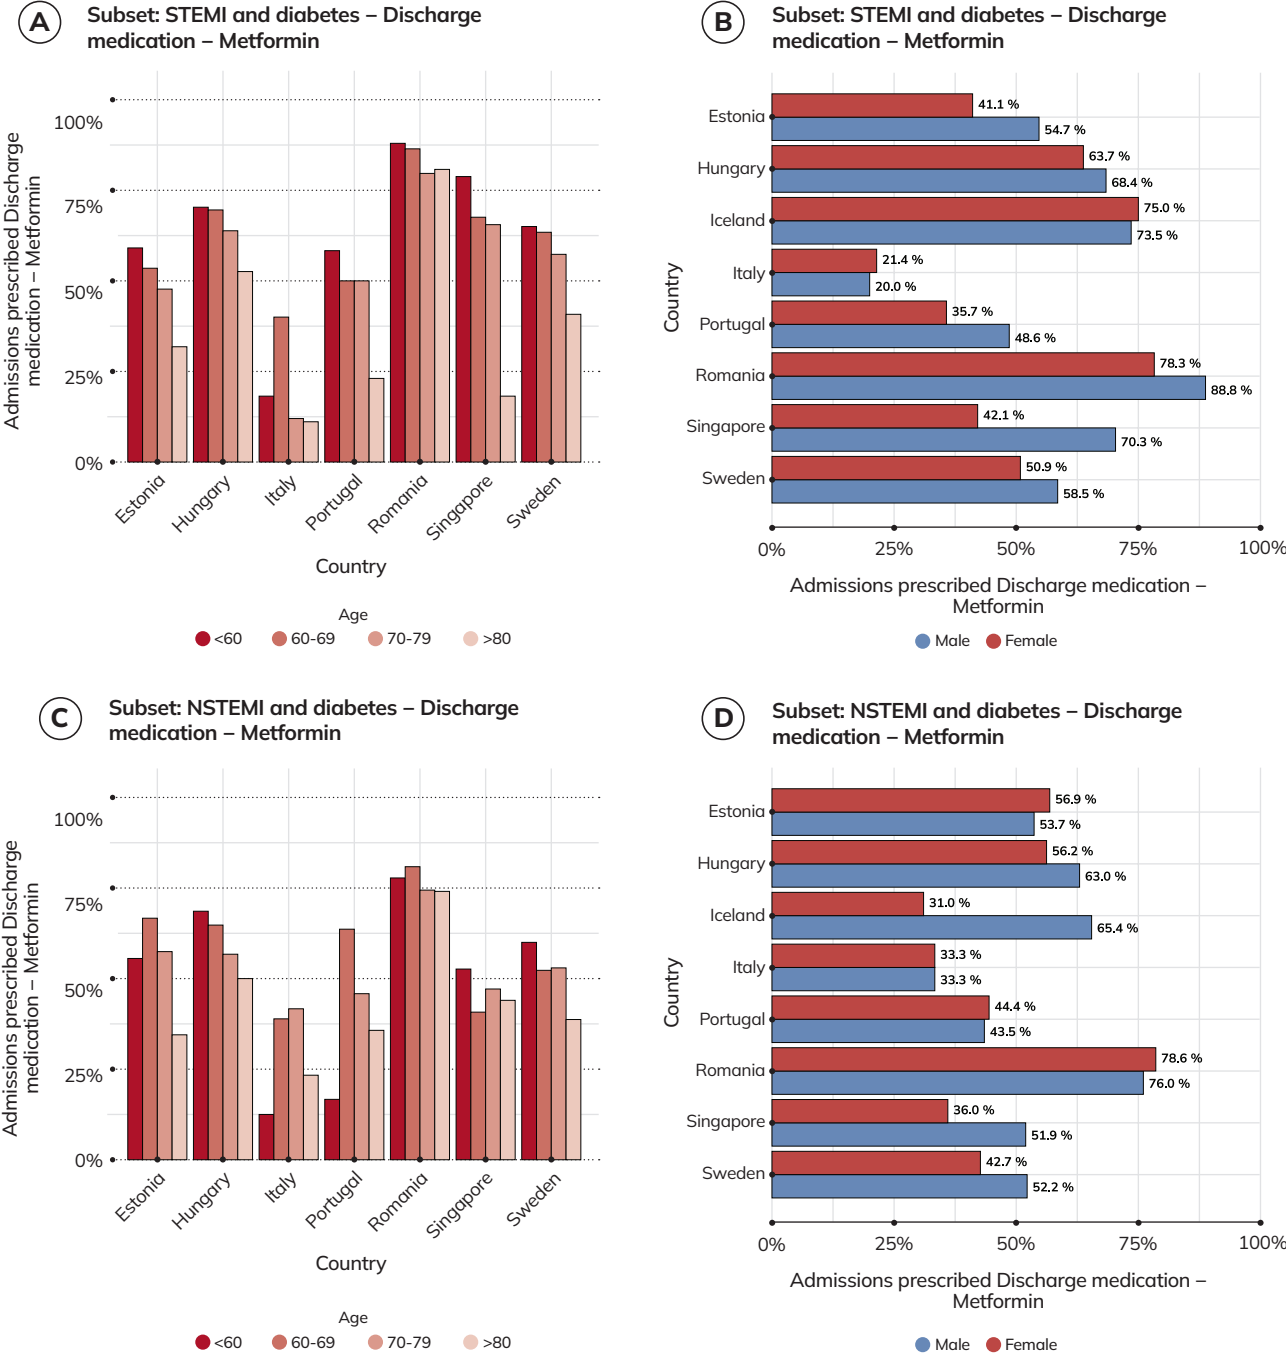 A
Subset: STEMI and diabetes – Discharge
medication – Metformin
Admissions prescribed Discharge
medication – Metformin
100%
75%
50%
25%
0%
Estonia
Hungary
Italy
Portugal
Romania
Singapore
Sweden
Country
Age
<60
60-69
70-79
>80
B
Subset: STEMI and diabetes – Discharge
medication – Metformin
Country
Estonia
41.1 %
54.7 %
Hungary
63.7 %
68.4 %
Iceland
75.0 %
73.5 %
Italy
21.4 %
20.0 %
Portugal
35.7 %
48.6 %
Romania
78.3 %
88.8 %
Singapore
42.1 %
70.3 %
Sweden
50.9 %
58.5 %
0%
25%
50%
75%
100%
Admissions prescribed Discharge medication –
Metformin
Male
Female
C
Subset: NSTEMI and diabetes – Discharge
medication – Metformin
Admissions prescribed Discharge
medication – Metformin
100%
75%
50%
25%
0%
Estonia
Hungary
Italy
Portugal
Romania
Singapore
Sweden
Country
Age
<60
60-69
70-79
>80
D
Subset: NSTEMI and diabetes – Discharge
medication – Metformin
Country
Estonia
56.9 %
53.7 %
Hungary
56.2 %
63.0 %
Iceland
31.0 %
65.4 %
Italy
33.3 %
33.3 %
Portugal
44.4 %
43.5 %
Romania
78.6 %
76.0 %
Singapore
36.0 %
51.9 %
Sweden
42.7 %
52.2 %
0%
25%
50%
75%
100%
Admissions prescribed Discharge medication –
Metformin
Male
Female